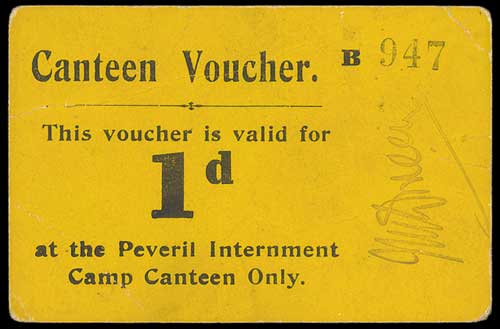 Canteen Voucher. B 947
This voucher is valid for
1d
at the Peveril Internment
Camp Canteen Only.